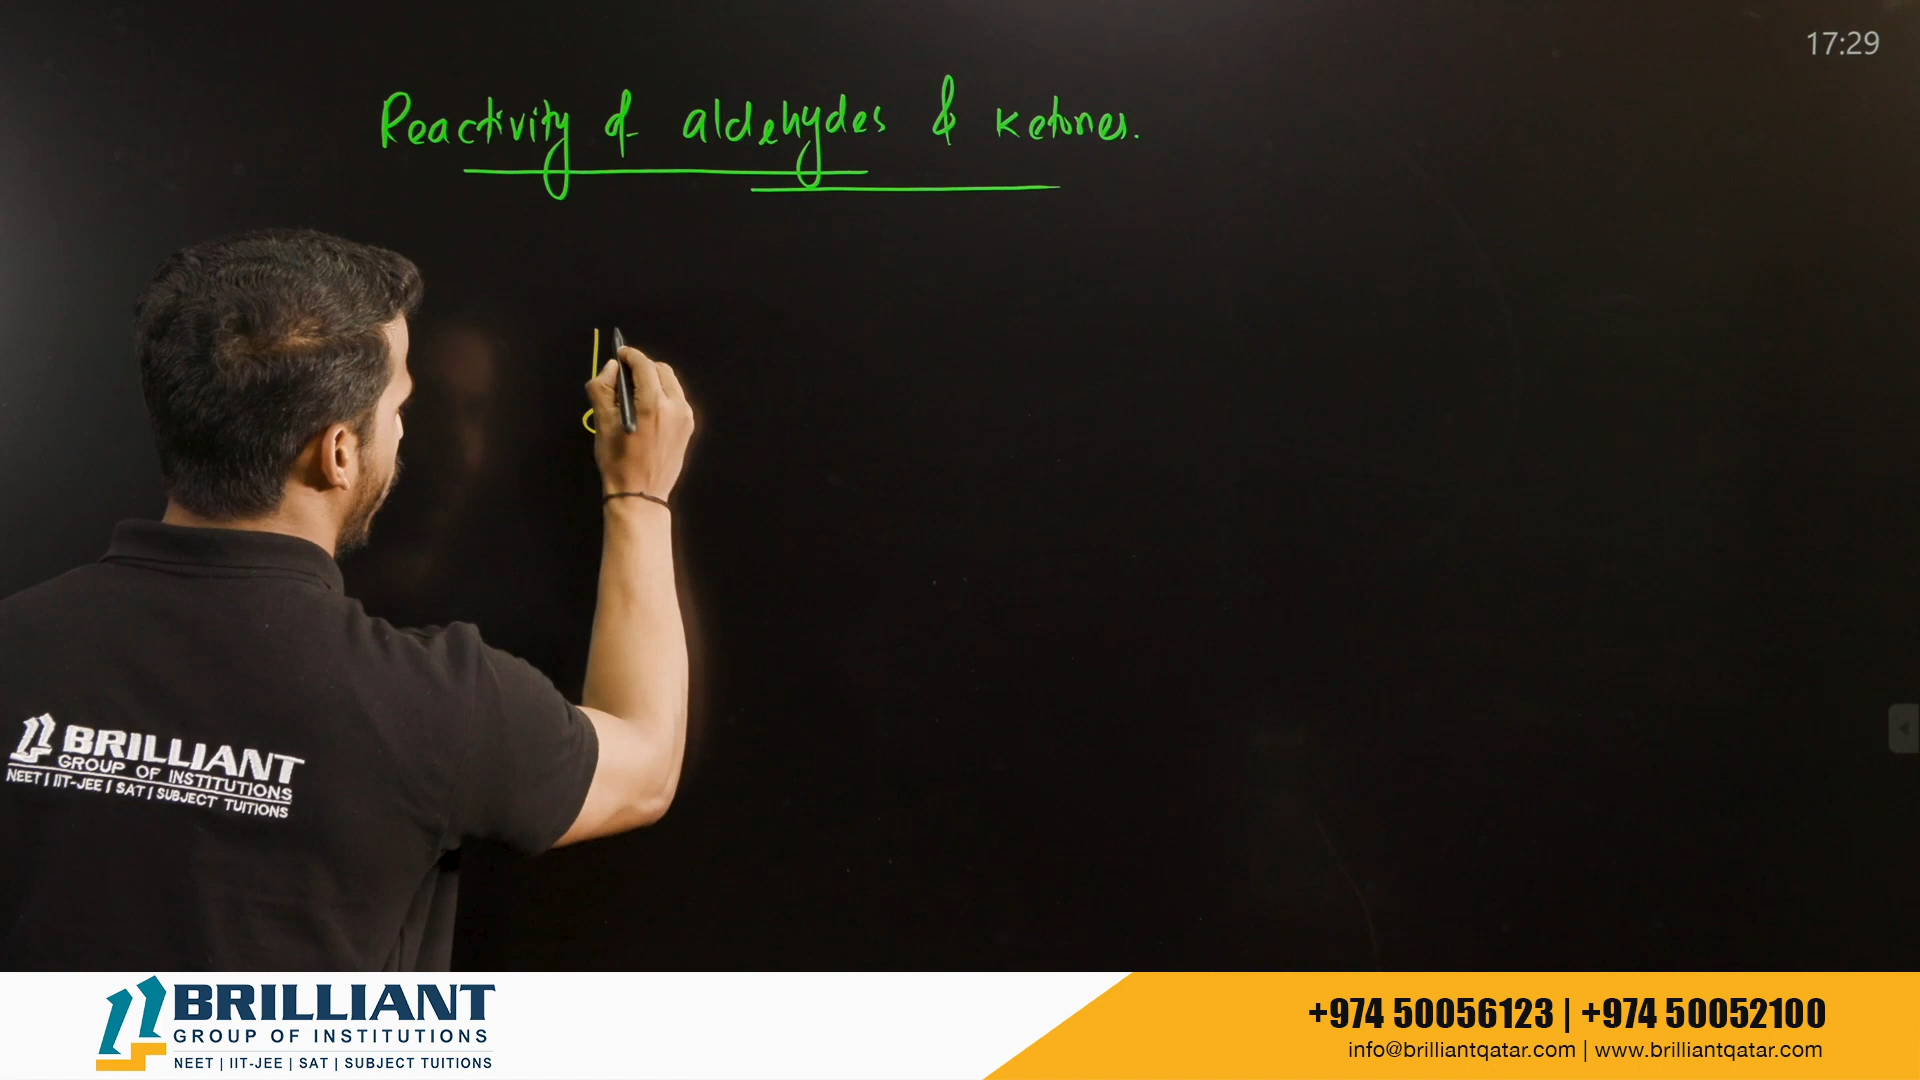 17:29
Reactivity of aldehydes & ketones.
BRILLIANT
GROUP OF INSTITUTIONS
NEET | IIT-JEE | SAT | SUBJECT TUITIONS
BRILLIANT
GROUP OF INSTITUTIONS
NEET | IIT-JEE | SAT | SUBJECT TUITIONS
+974 50056123 | +974 50052100
info@brilliantqatar.com | www.brilliantqatar.com